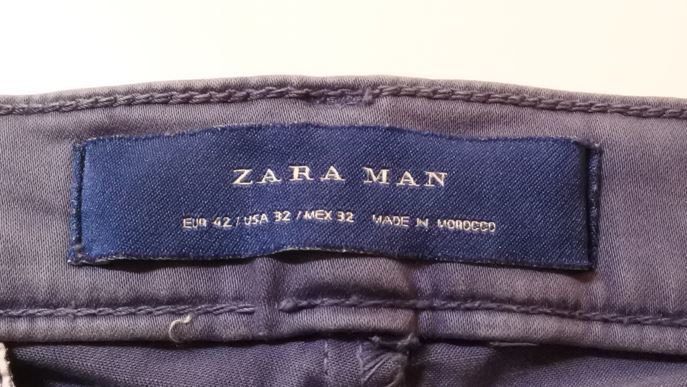 ZARA MAN
EUR 42 / USA 32 / MEX 32 MADE IN MOROCCO